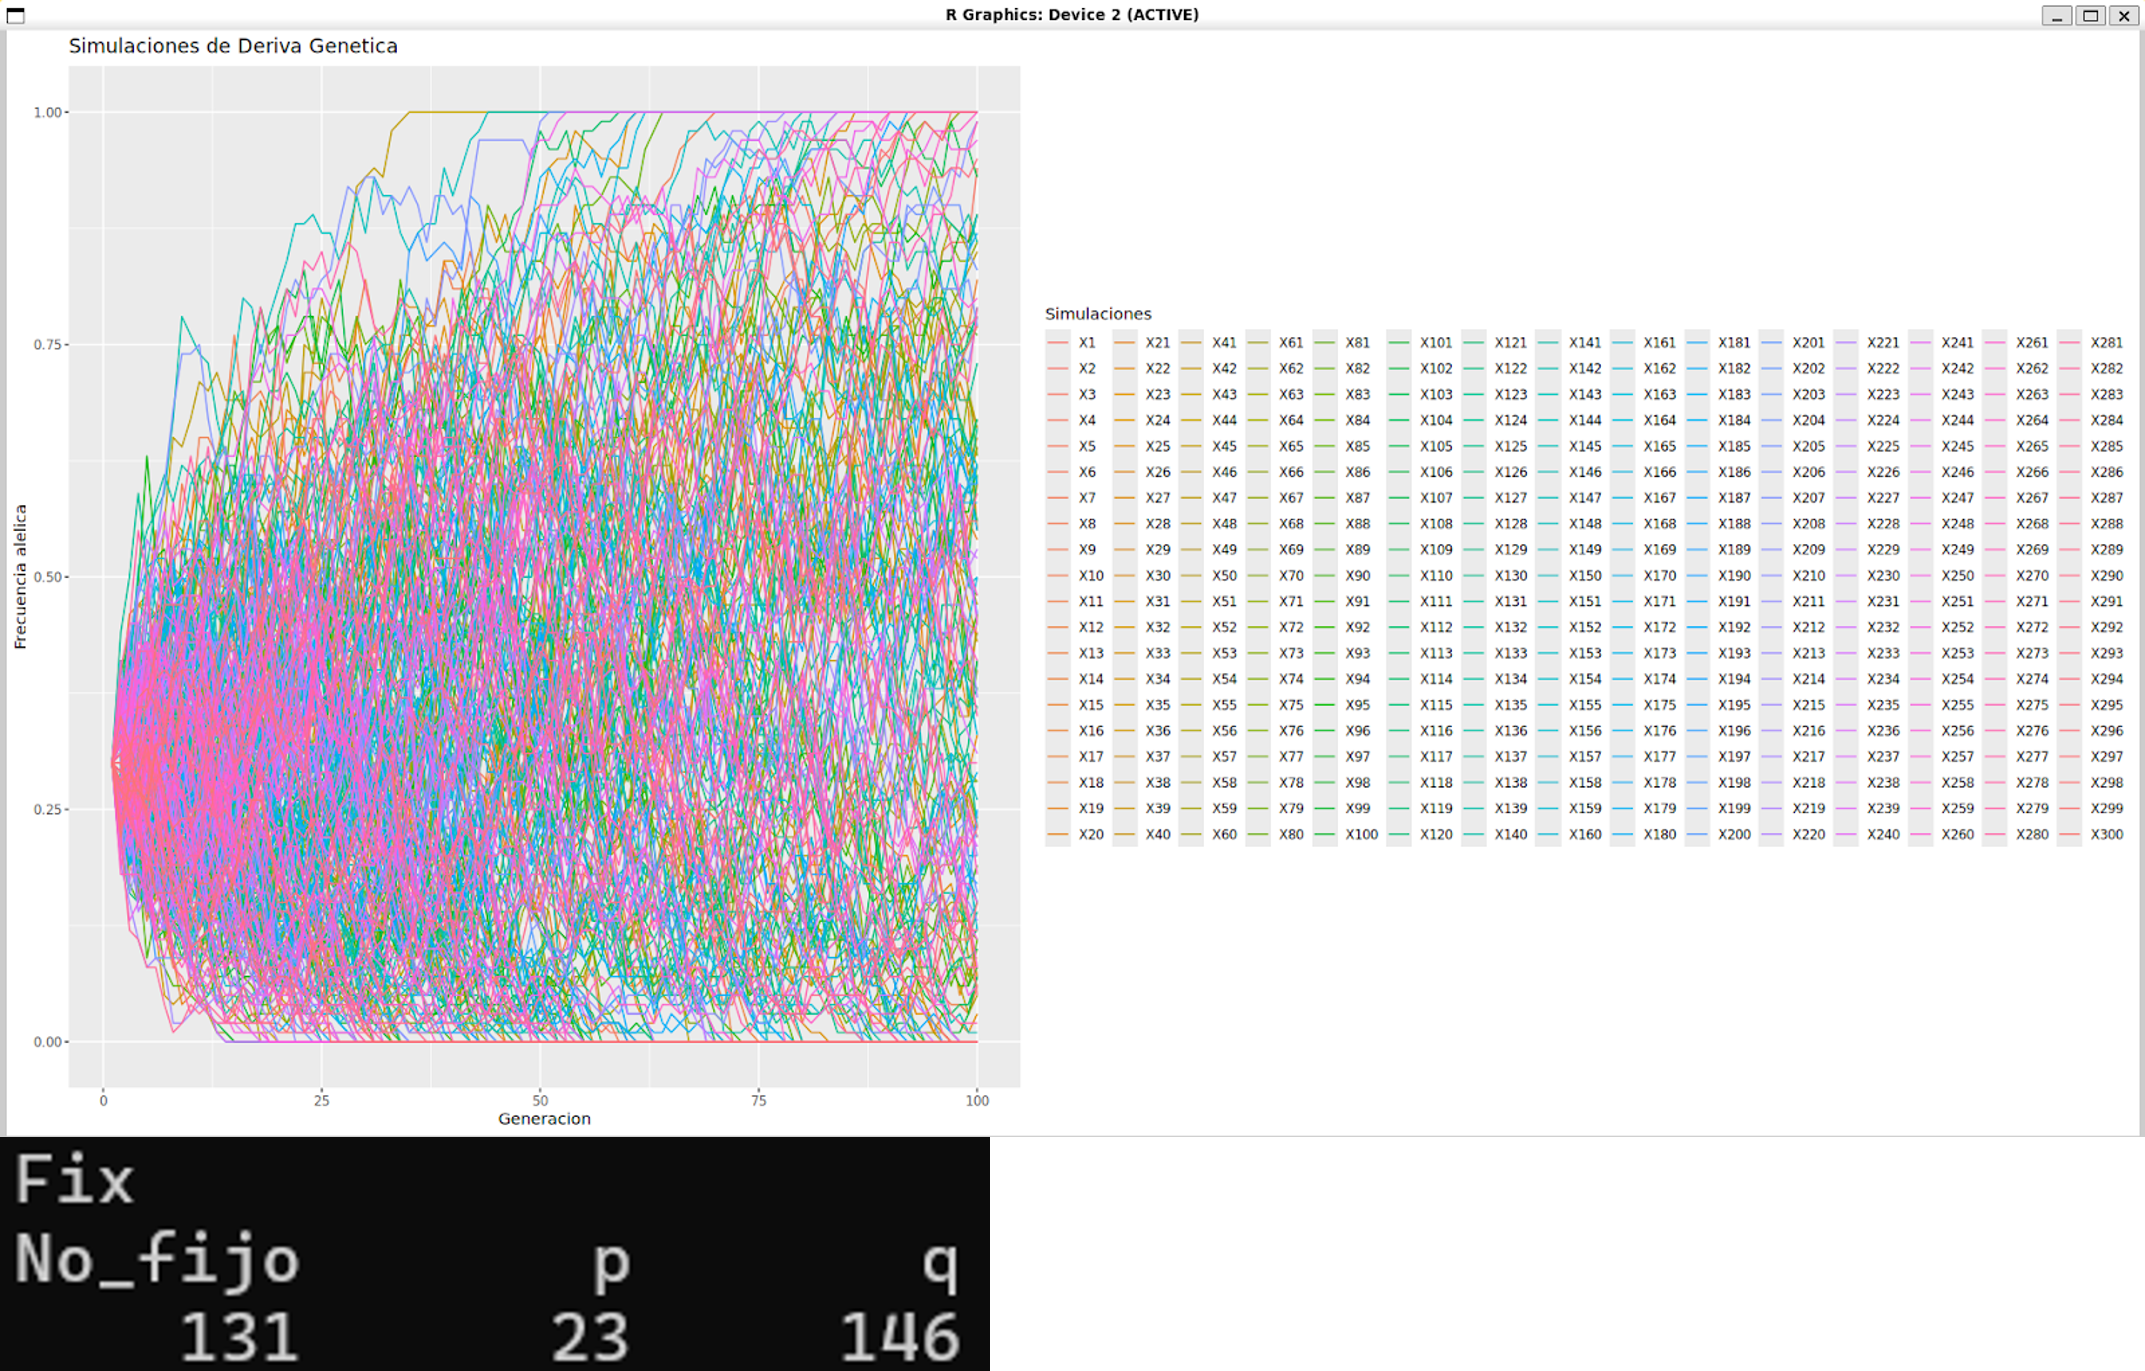 R Graphics: Device 2 (ACTIVE)
Simulaciones de Deriva Genetica
1.00
0.75
0.50
0.25
0.00
Frecuencia alelica
0 25 50 75 100
Generacion
Simulaciones
X1 X21 X41 X61 X81 X101 X121 X141 X161 X181 X201 X221 X241 X261 X281
X2 X22 X42 X62 X82 X102 X122 X142 X162 X182 X202 X222 X242 X262 X282
X3 X23 X43 X63 X83 X103 X123 X143 X163 X183 X203 X223 X243 X263 X283
X4 X24 X44 X64 X84 X104 X124 X144 X164 X184 X204 X224 X244 X264 X284
X5 X25 X45 X65 X85 X105 X125 X145 X165 X185 X205 X225 X245 X265 X285
X6 X26 X46 X66 X86 X106 X126 X146 X166 X186 X206 X226 X246 X266 X286
X7 X27 X47 X67 X87 X107 X127 X147 X167 X187 X207 X227 X247 X267 X287
X8 X28 X48 X68 X88 X108 X128 X148 X168 X188 X208 X228 X248 X268 X288
X9 X29 X49 X69 X89 X109 X129 X149 X169 X189 X209 X229 X249 X269 X289
X10 X30 X50 X70 X90 X110 X130 X150 X170 X190 X210 X230 X250 X270 X290
X11 X31 X51 X71 X91 X111 X131 X151 X171 X191 X211 X231 X251 X271 X291
X12 X32 X52 X72 X92 X112 X132 X152 X172 X192 X212 X232 X252 X272 X292
X13 X33 X53 X73 X93 X113 X133 X153 X173 X193 X213 X233 X253 X273 X293
X14 X34 X54 X74 X94 X114 X134 X154 X174 X194 X214 X234 X254 X274 X294
X15 X35 X55 X75 X95 X115 X135 X155 X175 X195 X215 X235 X255 X275 X295
X16 X36 X56 X76 X96 X116 X136 X156 X176 X196 X216 X236 X256 X276 X296
X17 X37 X57 X77 X97 X117 X137 X157 X177 X197 X217 X237 X257 X277 X297
X18 X38 X58 X78 X98 X118 X138 X158 X178 X198 X218 X238 X258 X278 X298
X19 X39 X59 X79 X99 X119 X139 X159 X179 X199 X219 X239 X259 X279 X299
X20 X40 X60 X80 X100 X120 X140 X160 X180 X200 X220 X240 X260 X280 X300
Fix
No_fijo p q
131 23 146